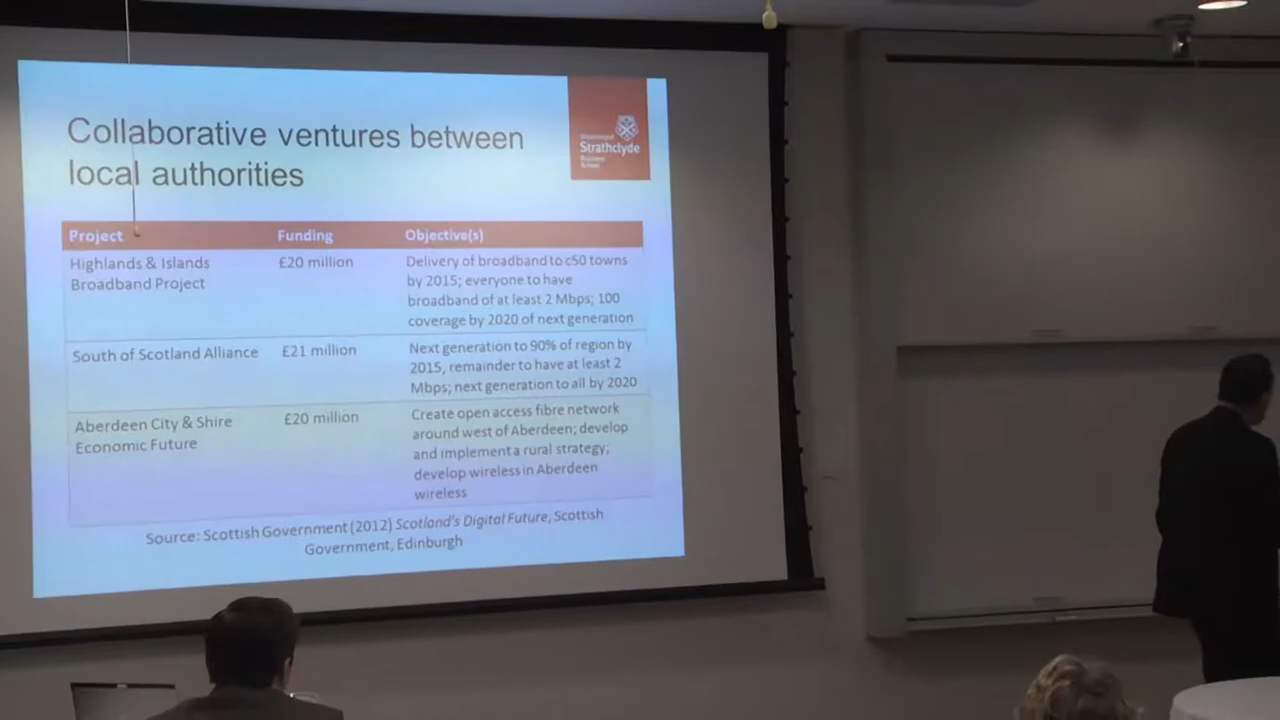 Collaborative ventures between
local authorities
University of
Strathclyde
Business
School
Project Funding Objective(s)
Highlands & Islands
Broadband Project
£20 million
Delivery of broadband to c50 towns
by 2015; everyone to have
broadband of at least 2 Mbps; 100
coverage by 2020 of next generation
South of Scotland Alliance
£21 million
Next generation to 90% of region by
2015, remainder to have at least 2
Mbps; next generation to all by 2020
Aberdeen City & Shire
Economic Future
£20 million
Create open access fibre network
around west of Aberdeen; develop
and implement a rural strategy;
develop wireless in Aberdeen
wireless
Source: Scottish Government (2012) Scotland's Digital Future, Scottish
Government, Edinburgh